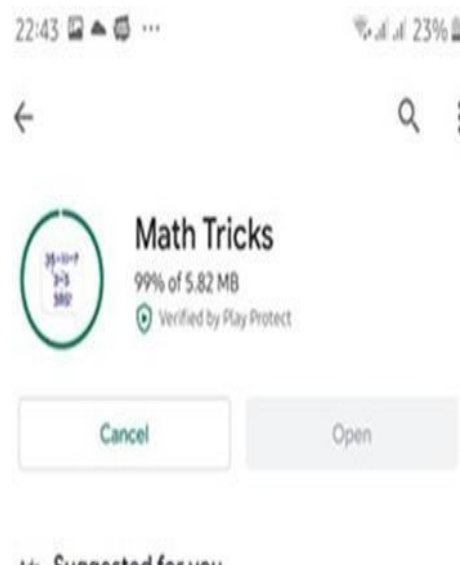 22:43 ... 23%
Math Tricks
99% of 5.82 MB
Verified by Play Protect
Cancel
Open
Suggested for you